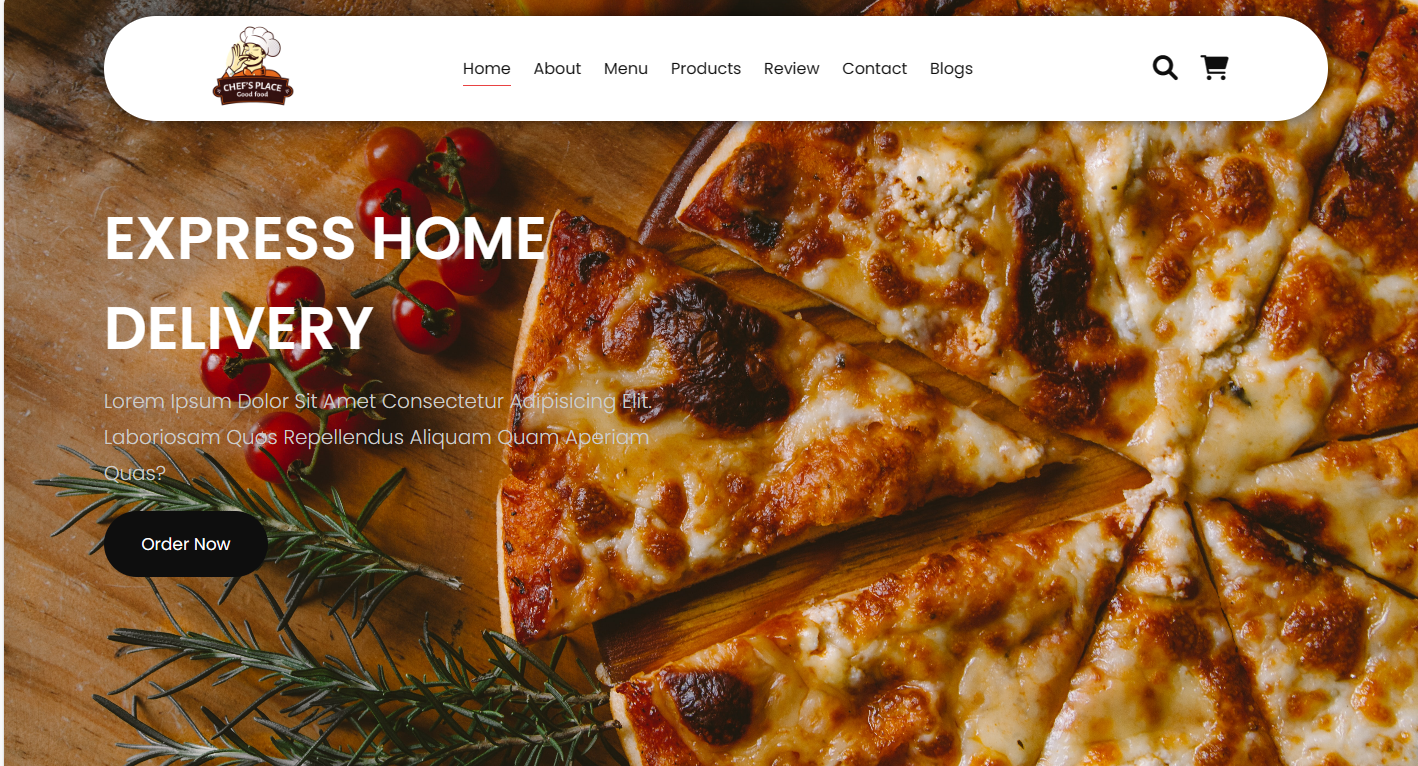 CHEF'S PLACE
Good food
Home About Menu Products Review Contact Blogs
EXPRESS HOME
DELIVERY
Lorem Ipsum Dolor Sit Amet Consectetur Adipisicing Elit.
Laboriosam Quos Repellendus Aliquam Quam Aperiam
Quas?
Order Now